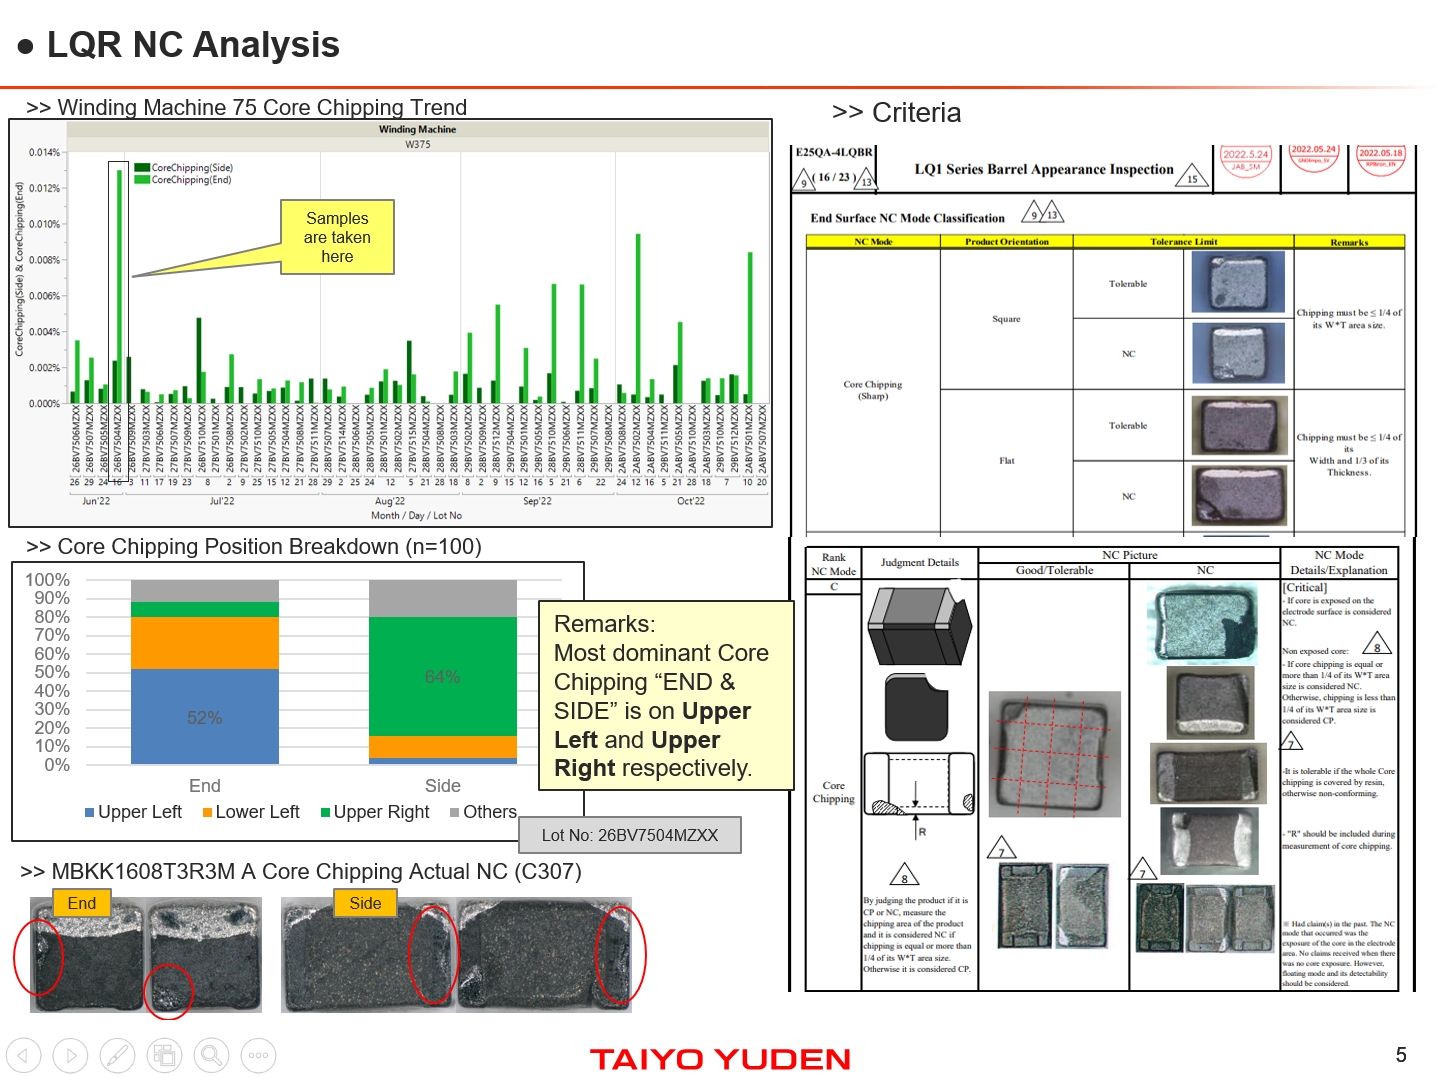 ● LQR NC Analysis
>> Winding Machine 75 Core Chipping Trend
Winding Machine
W375
CoreChipping(Side)
CoreChipping(End)
Samples
are taken
here
CoreChipping(Side) & CoreChipping(End)
0.014%
0.012%
0.010%
0.008%
0.006%
0.004%
0.002%
0.000%
Jun'22
Jul'22
Aug'22
Sep'22
Oct'22
Month / Day / Lot No
>> Core Chipping Position Breakdown (n=100)
100%
90%
80%
70%
60%
50%
40%
30%
20%
10%
0%
52%
64%
End
Side
Upper Left
Lower Left
Upper Right
Others
Remarks:
Most dominant Core
Chipping “END &
SIDE” is on Upper
Left and Upper
Right respectively.
Lot No: 26BV7504MZXX
>> MBKK1608T3R3M A Core Chipping Actual NC (C307)
End
Side
>> Criteria
E25QA-4LQBR
( 16 / 23 )
9
13
LQ1 Series Barrel Appearance Inspection
15
2022.5.24
JAB_SM
2022.05.24
2022.05.18
End Surface NC Mode Classification
9
13
NC Mode
Product Orientation
Tolerance Limit
Remarks
Core Chipping
(Sharp)
Square
Tolerable
NC
Chipping must be ≤ 1/4 of
its W*T area size.
Flat
Tolerable
NC
Chipping must be ≤ 1/4 of
its
Width and 1/3 of its
Thickness.
Rank
NC Mode
Judgment Details
NC Picture
Good/Tolerable
NC
NC Mode
Details/Explanation
C
Core
Chipping
R
8
By judging the product if it is
CP or NC, measure the
chipping area of the product
and it is considered NC if
chipping is equal or more than
1/4 of its W*T area size.
Otherwise it is considered CP.
7
7
[Critical]
- If core is exposed on the
electrode surface is considered
NC.
8
Non exposed core:
- If core chipping is equal or
more than 1/4 of its W*T area
size is considered NC.
Otherwise, chipping is less than
1/4 of its W*T area size is
considered CP.
7
-It is tolerable if the whole Core
chipping is covered by resin,
otherwise non-conforming.
- "R" should be included during
measurement of core chipping.
※ Had claim(s) in the past. The NC
mode that occurred was the
exposure of the core in the electrode
area. No claims received when there
was no core exposure. However,
floating mode and its detectability
should be considered.
TAIYO YUDEN
5